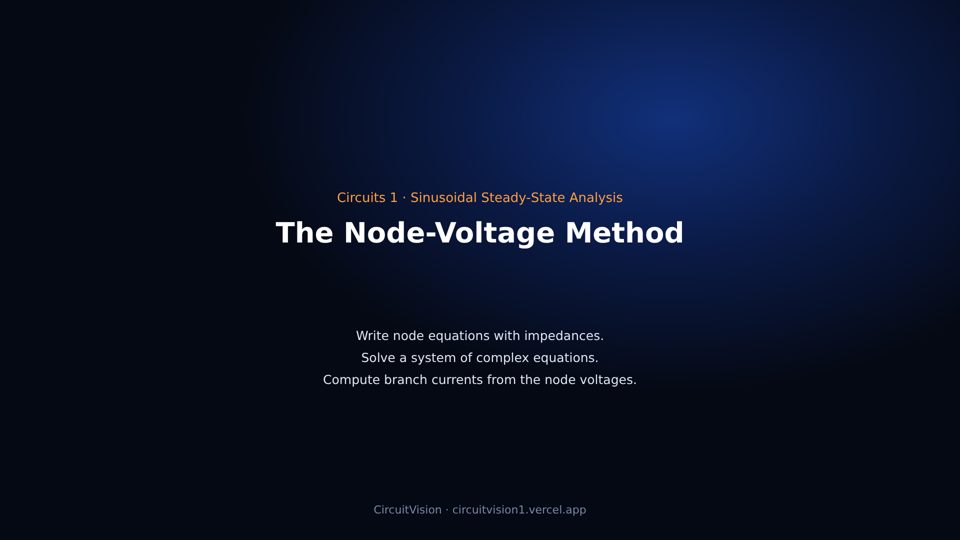 Circuits 1 · Sinusoidal Steady-State Analysis
The Node-Voltage Method
Write node equations with impedances.
Solve a system of complex equations.
Compute branch currents from the node voltages.
CircuitVision · circuitvision1.vercel.app